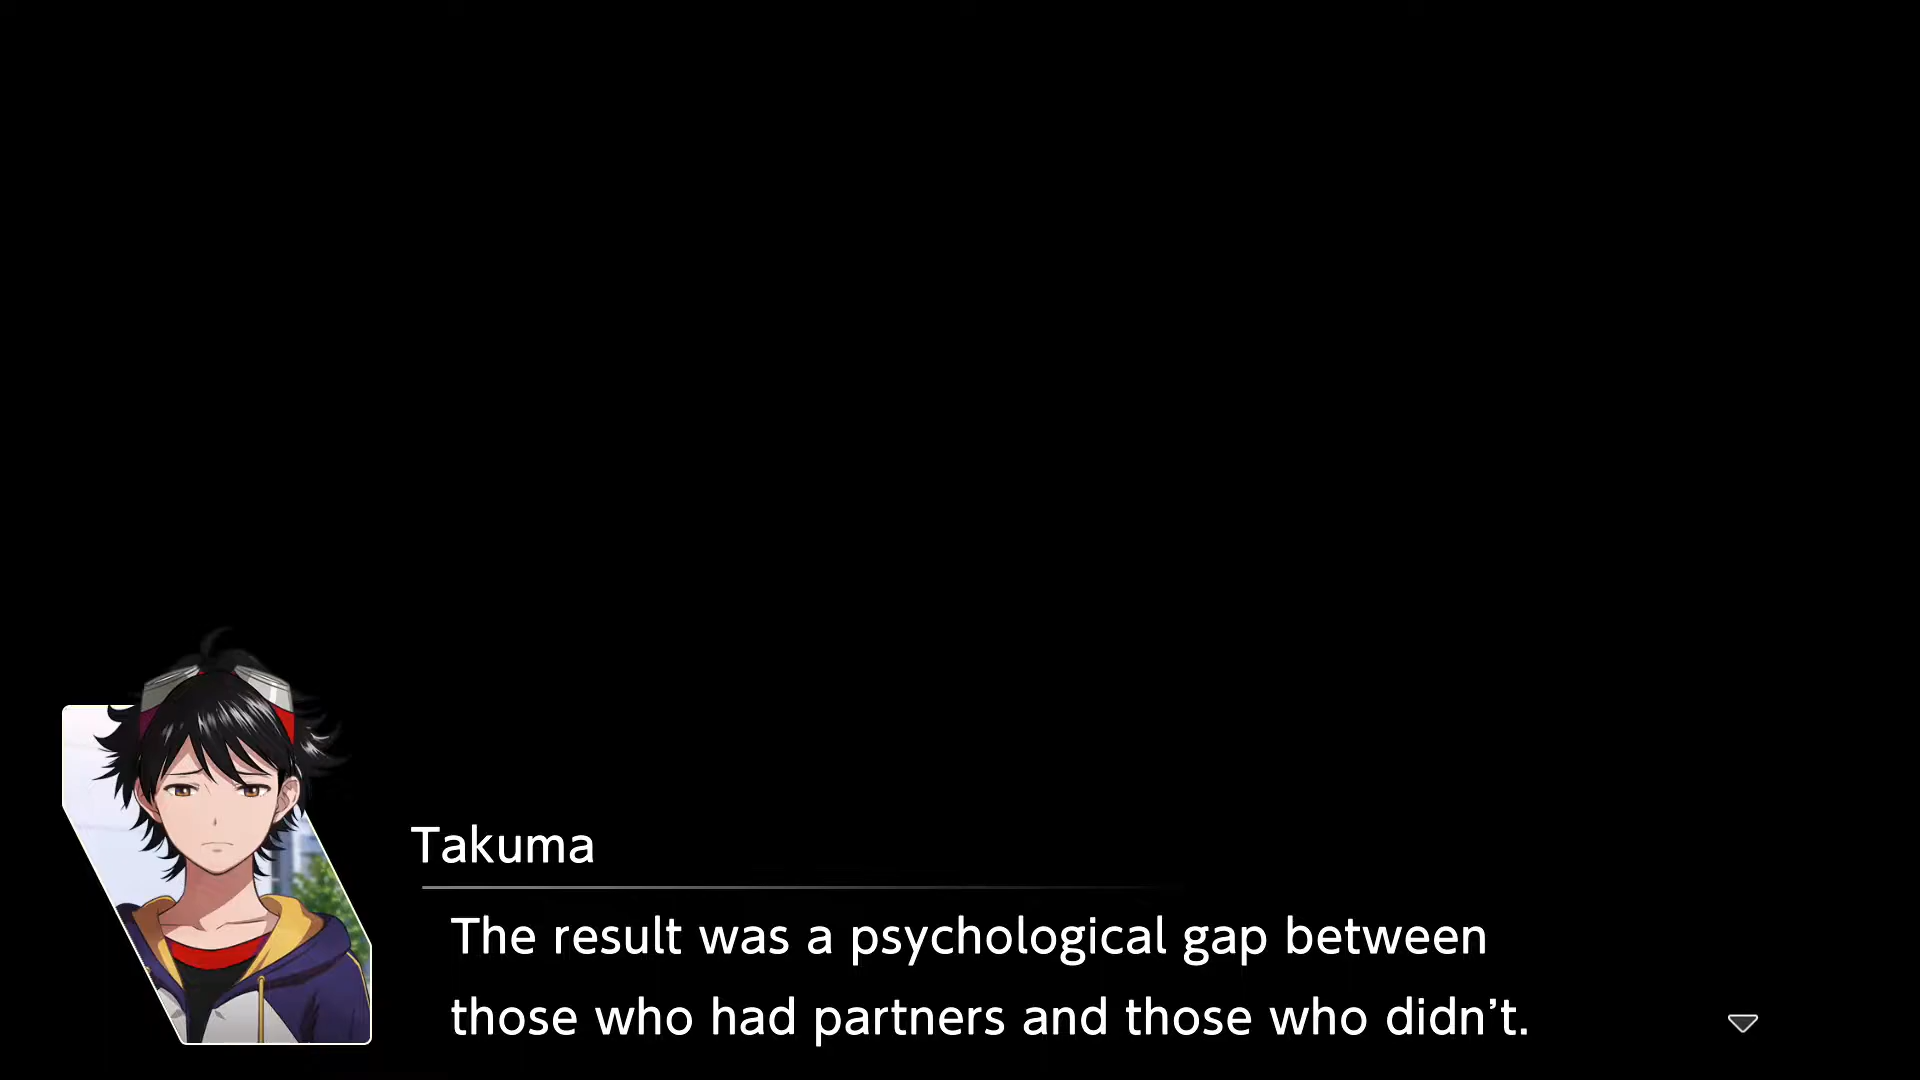 Takuma
The result was a psychological gap between
those who had partners and those who didn’t.